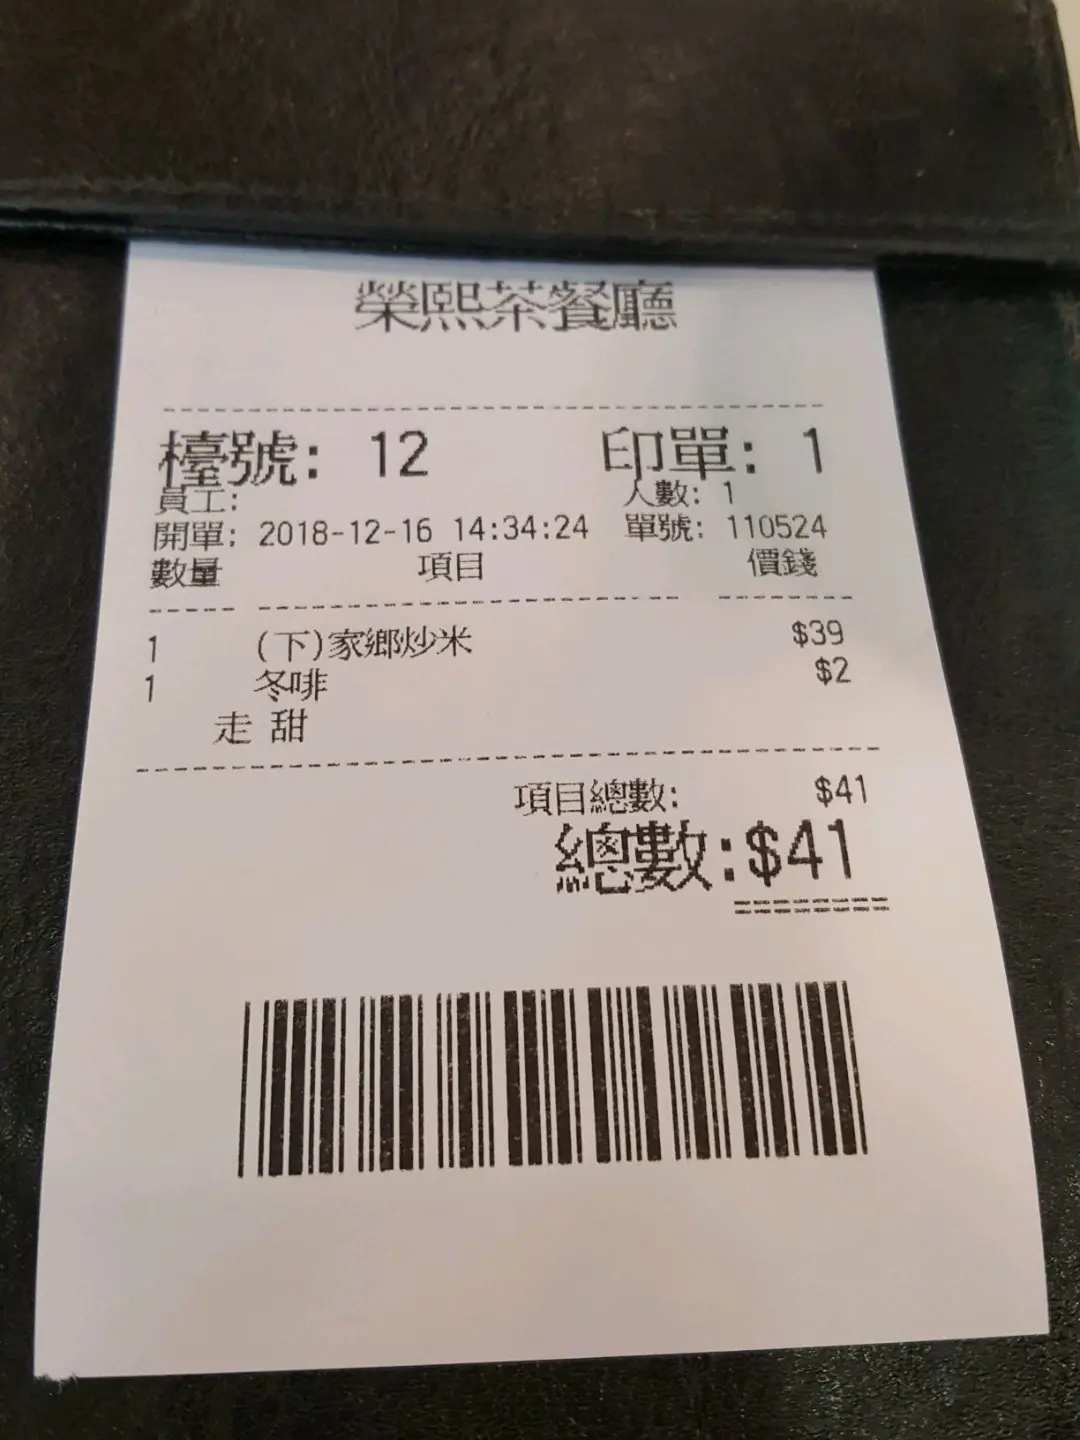 榮熙茶餐廳
檯號: 12 印單: 1
員工: 人數: 1
開單: 2018-12-16 14:34:24 單號: 110524
數量 項目 價錢
1 (下)家鄉炒米 $39
1 冬啡 $2
走 甜
項目總數: $41
總數:$41